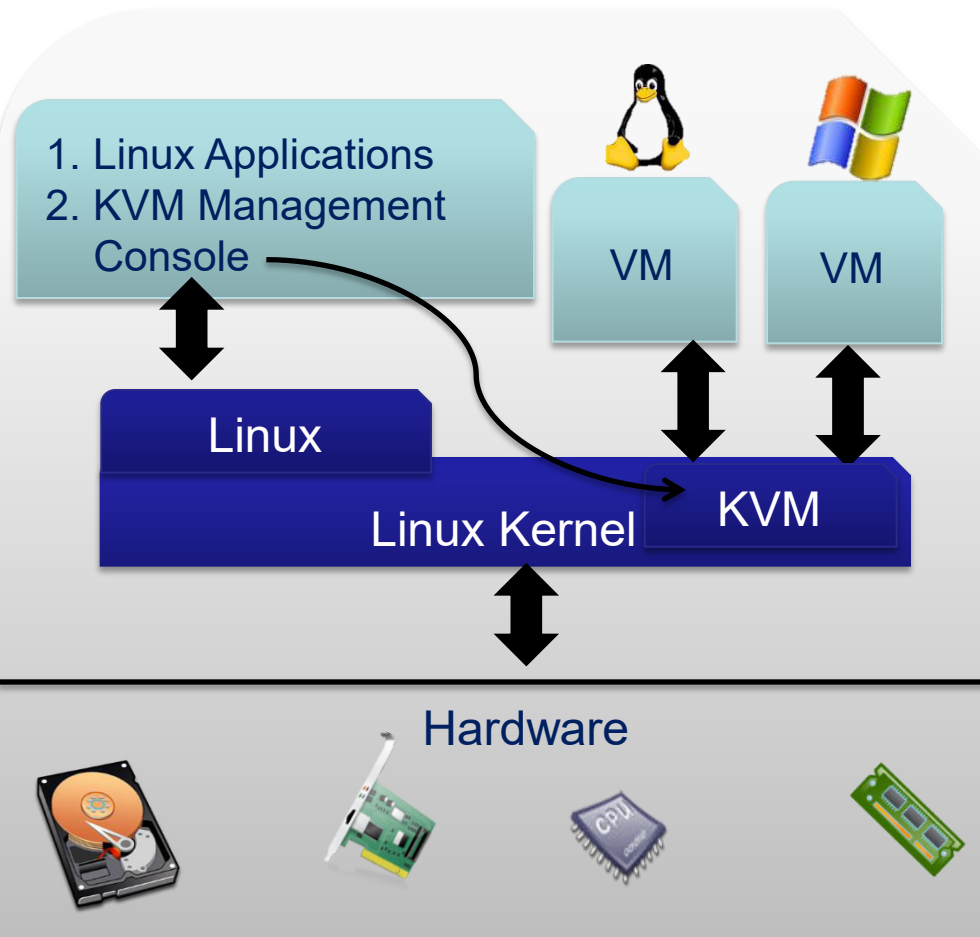 1. Linux Applications
2. KVM Management
Console
VM
VM
Linux
Linux Kernel
KVM
Hardware
CPU